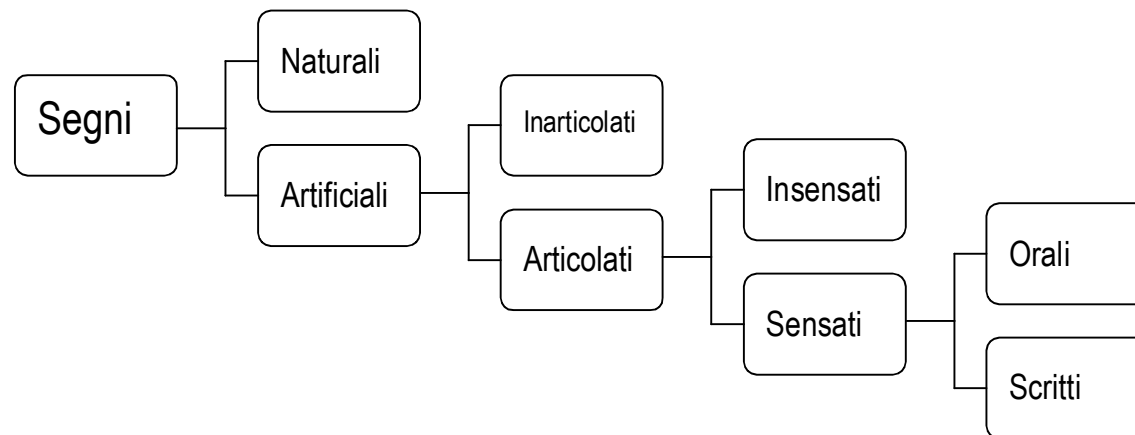 Segni
Naturali
Artificiali
Inarticolati
Articolati
Insensati
Sensati
Orali
Scritti